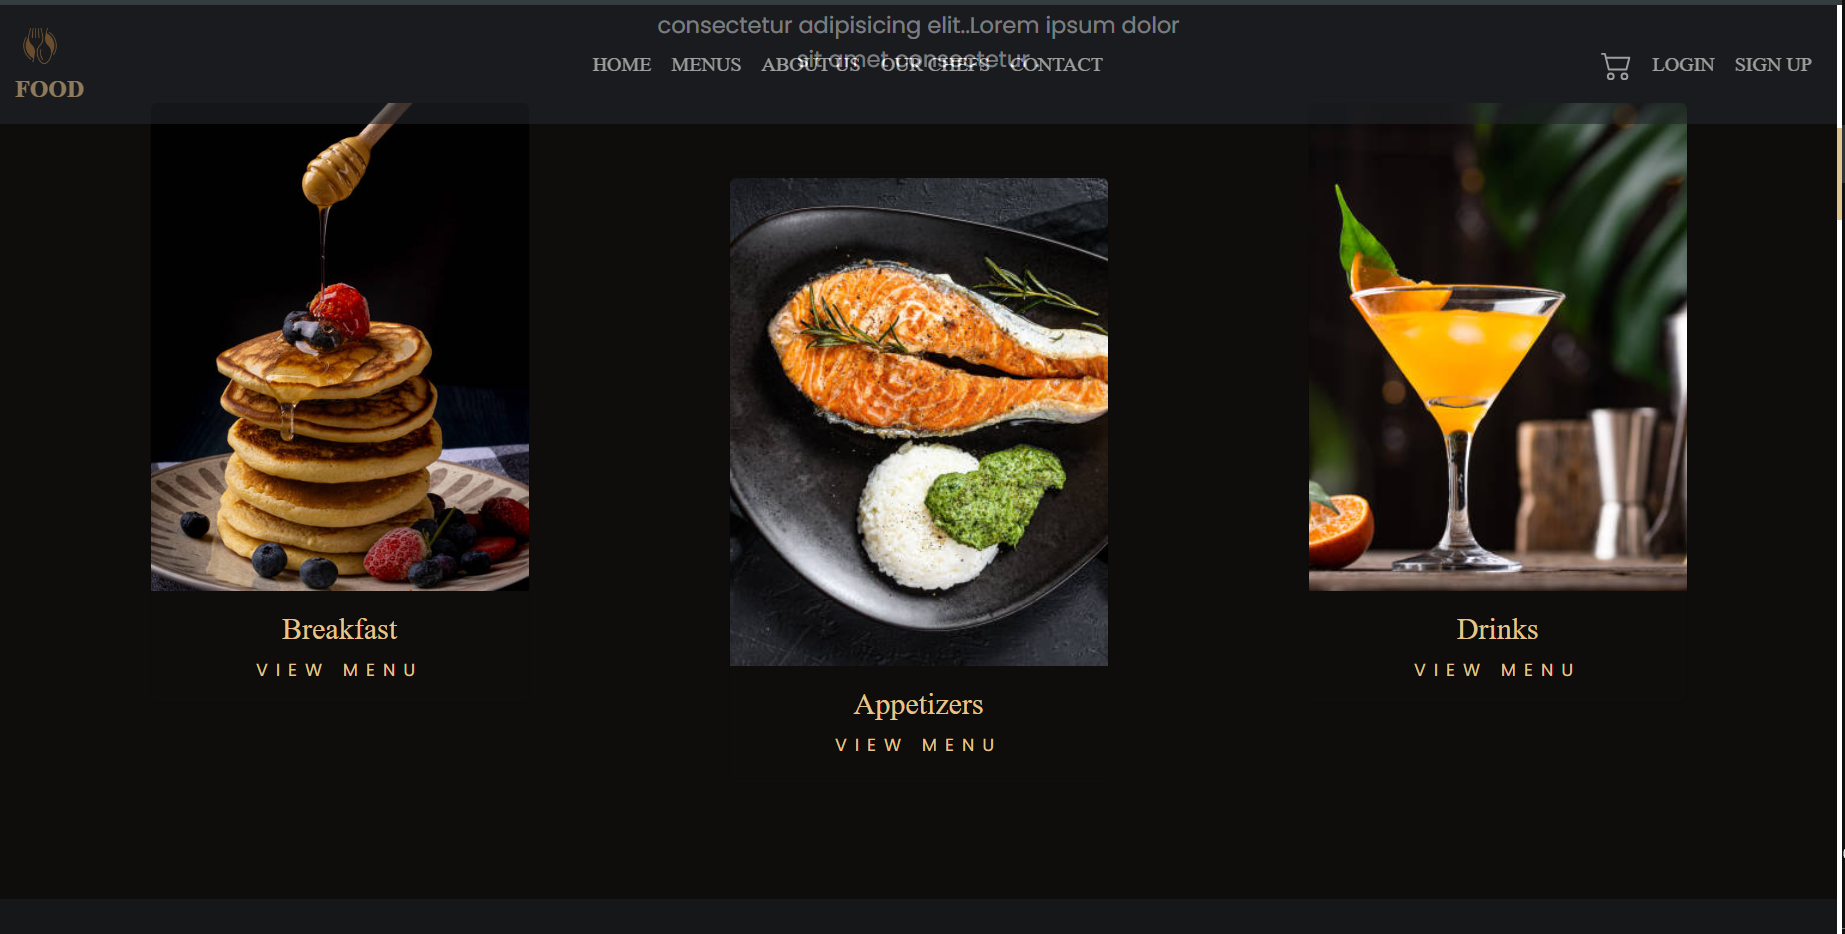 consectetur adipisicing elit..Lorem ipsum dolor
sit amet consectetur.
FOOD
HOME MENUS ABOUT US OUR CHEFS CONTACT
LOGIN SIGN UP
Breakfast
VIEW MENU
Appetizers
VIEW MENU
Drinks
VIEW MENU